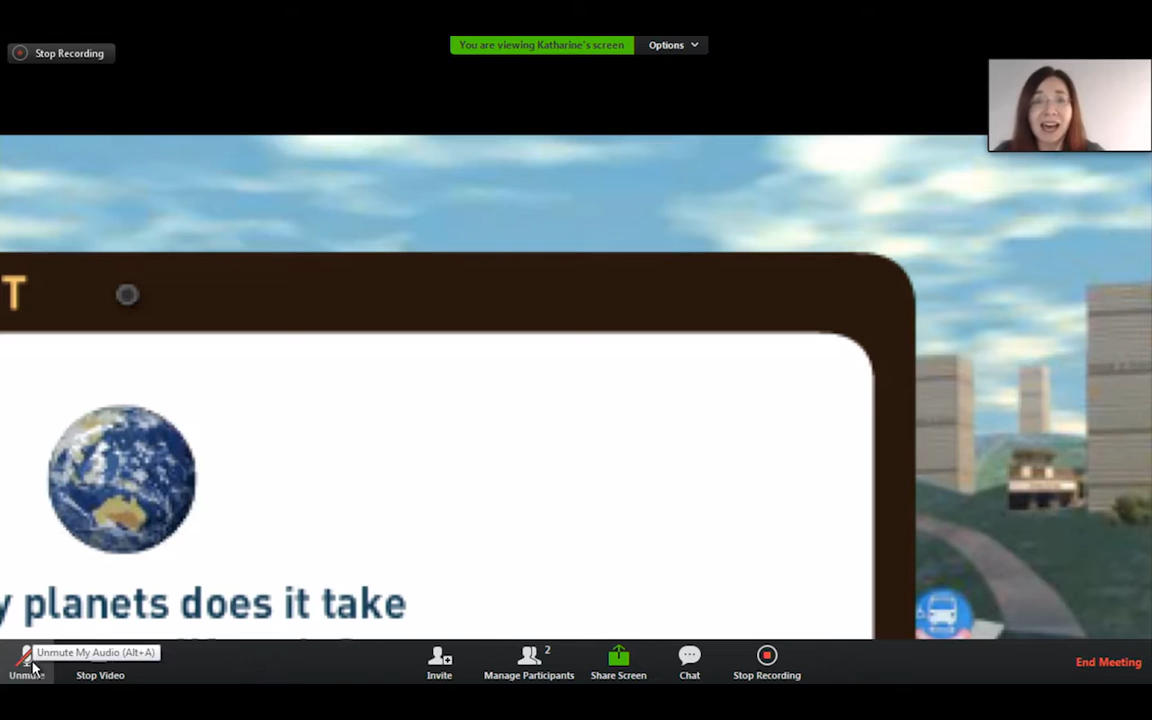 Stop Recording
You are viewing Katharine's screen
Options
T
y planets does it take
Unmute My Audio (Alt+A)
Unmute
Stop Video
Invite
2
Manage Participants
Share Screen
Chat
Stop Recording
End Meeting